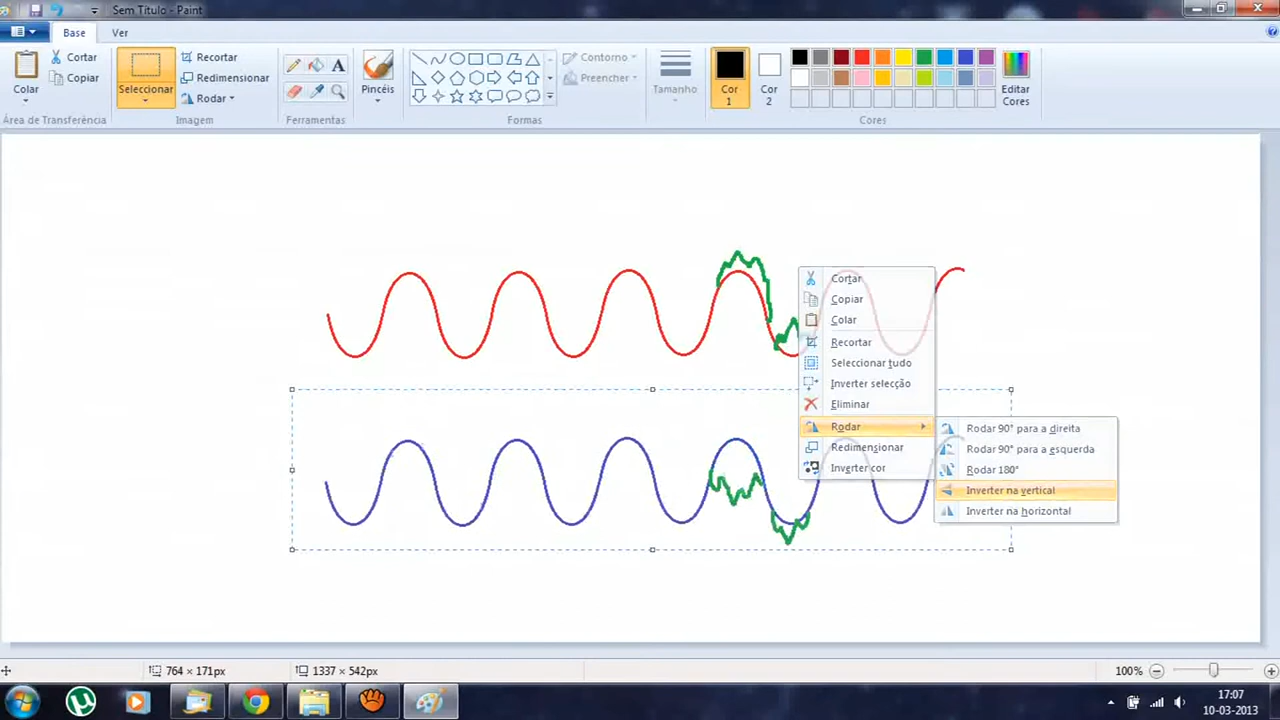 Sem Título - Paint
Base
Ver
Colar
Cortar
Copiar
Área de Transferência
Seleccionar
Recortar
Redimensionar
Rodar
Imagem
A
Ferramentas
Pincéis
Contorno
Preencher
Formas
Tamanho
Cor 1
Cor 2
Editar Cores
Cores
Cortar
Copiar
Colar
Recortar
Seleccionar tudo
Inverter selecção
Eliminar
Rodar
Redimensionar
Inverter cor
Rodar 90° para a direita
Rodar 90° para a esquerda
Rodar 180°
Inverter na vertical
Inverter na horizontal
764 × 171px
1337 × 542px
100%
17:07
10-03-2013